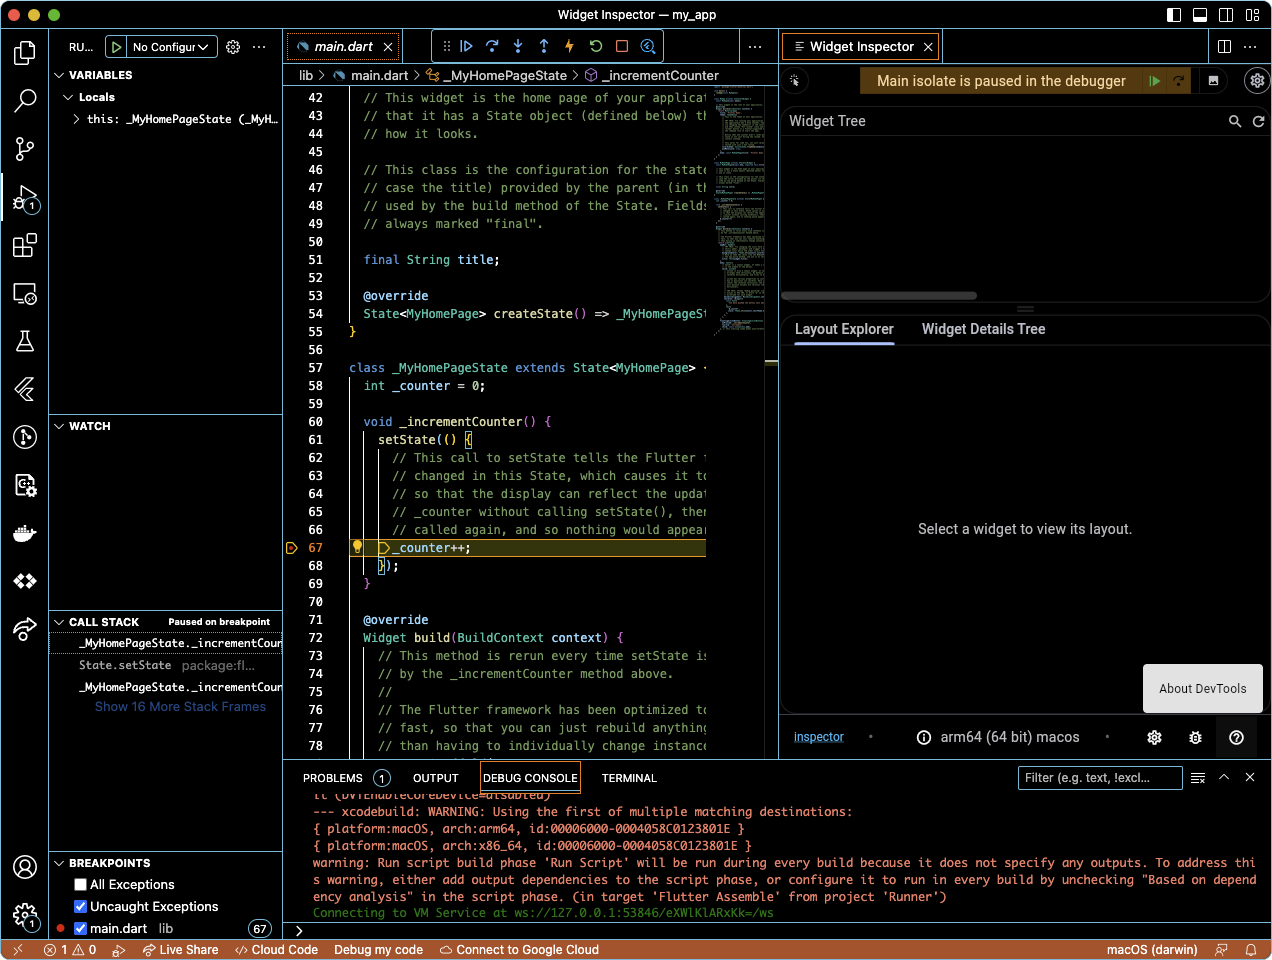 Widget Inspector — my_app
RU...
No Configur
main.dart
Widget Inspector
VARIABLES
Locals
this: _MyHomePageState (_MyH...
lib > main.dart > _MyHomePageState > _incrementCounter
Main isolate is paused in the debugger
Widget Tree
42 // This widget is the home page of your applicat
43 // that it has a State object (defined below) th
44 // how it looks.
45
46 // This class is the configuration for the state
47 // case the title) provided by the parent (in th
48 // used by the build method of the State. Fields
49 // always marked "final".
50
51 final String title;
52
53 @override
54 State<MyHomePage> createState() => _MyHomePageSt
55 }
56
57 class _MyHomePageState extends State<MyHomePage> {
58 int _counter = 0;
59
60 void _incrementCounter() {
61 setState(() {
62 // This call to setState tells the Flutter f
63 // changed in this State, which causes it to
64 // so that the display can reflect the updat
65 // _counter without calling setState(), then
66 // called again, and so nothing would appear
67 _counter++;
68 });
69 }
70
71 @override
72 Widget build(BuildContext context) {
73 // This method is rerun every time setState is
74 // by the _incrementCounter method above.
75 //
76 // The Flutter framework has been optimized to
77 // fast, so that you can just rebuild anything
78 // than having to individually change instance
Layout Explorer
Widget Details Tree
Select a widget to view its layout.
About DevTools
inspector • arm64 (64 bit) macos •
WATCH
CALL STACK Paused on breakpoint
_MyHomePageState._incrementCoun
State.setState package:fl...
_MyHomePageState._incrementCoun
Show 16 More Stack Frames
BREAKPOINTS
All Exceptions
Uncaught Exceptions
main.dart lib 67
1
1
PROBLEMS 1 OUTPUT DEBUG CONSOLE TERMINAL
Filter (e.g. text, !excl...
it (DVTEnableCoreDevice=disabled)
--- xcodebuild: WARNING: Using the first of multiple matching destinations:
{ platform:macOS, arch:arm64, id:00006000-0004058C0123801E }
{ platform:macOS, arch:x86_64, id:00006000-0004058C0123801E }
warning: Run script build phase 'Run Script' will be run during every build because it does not specify any outputs. To address thi
s warning, either add output dependencies to the script phase, or configure it to run in every build by unchecking "Based on depend
ency analysis" in the script phase. (in target 'Flutter Assemble' from project 'Runner')
Connecting to VM Service at ws://127.0.0.1:53846/eXWlKlARxKk=/ws
1 0 Live Share Cloud Code Debug my code Connect to Google Cloud macOS (darwin)